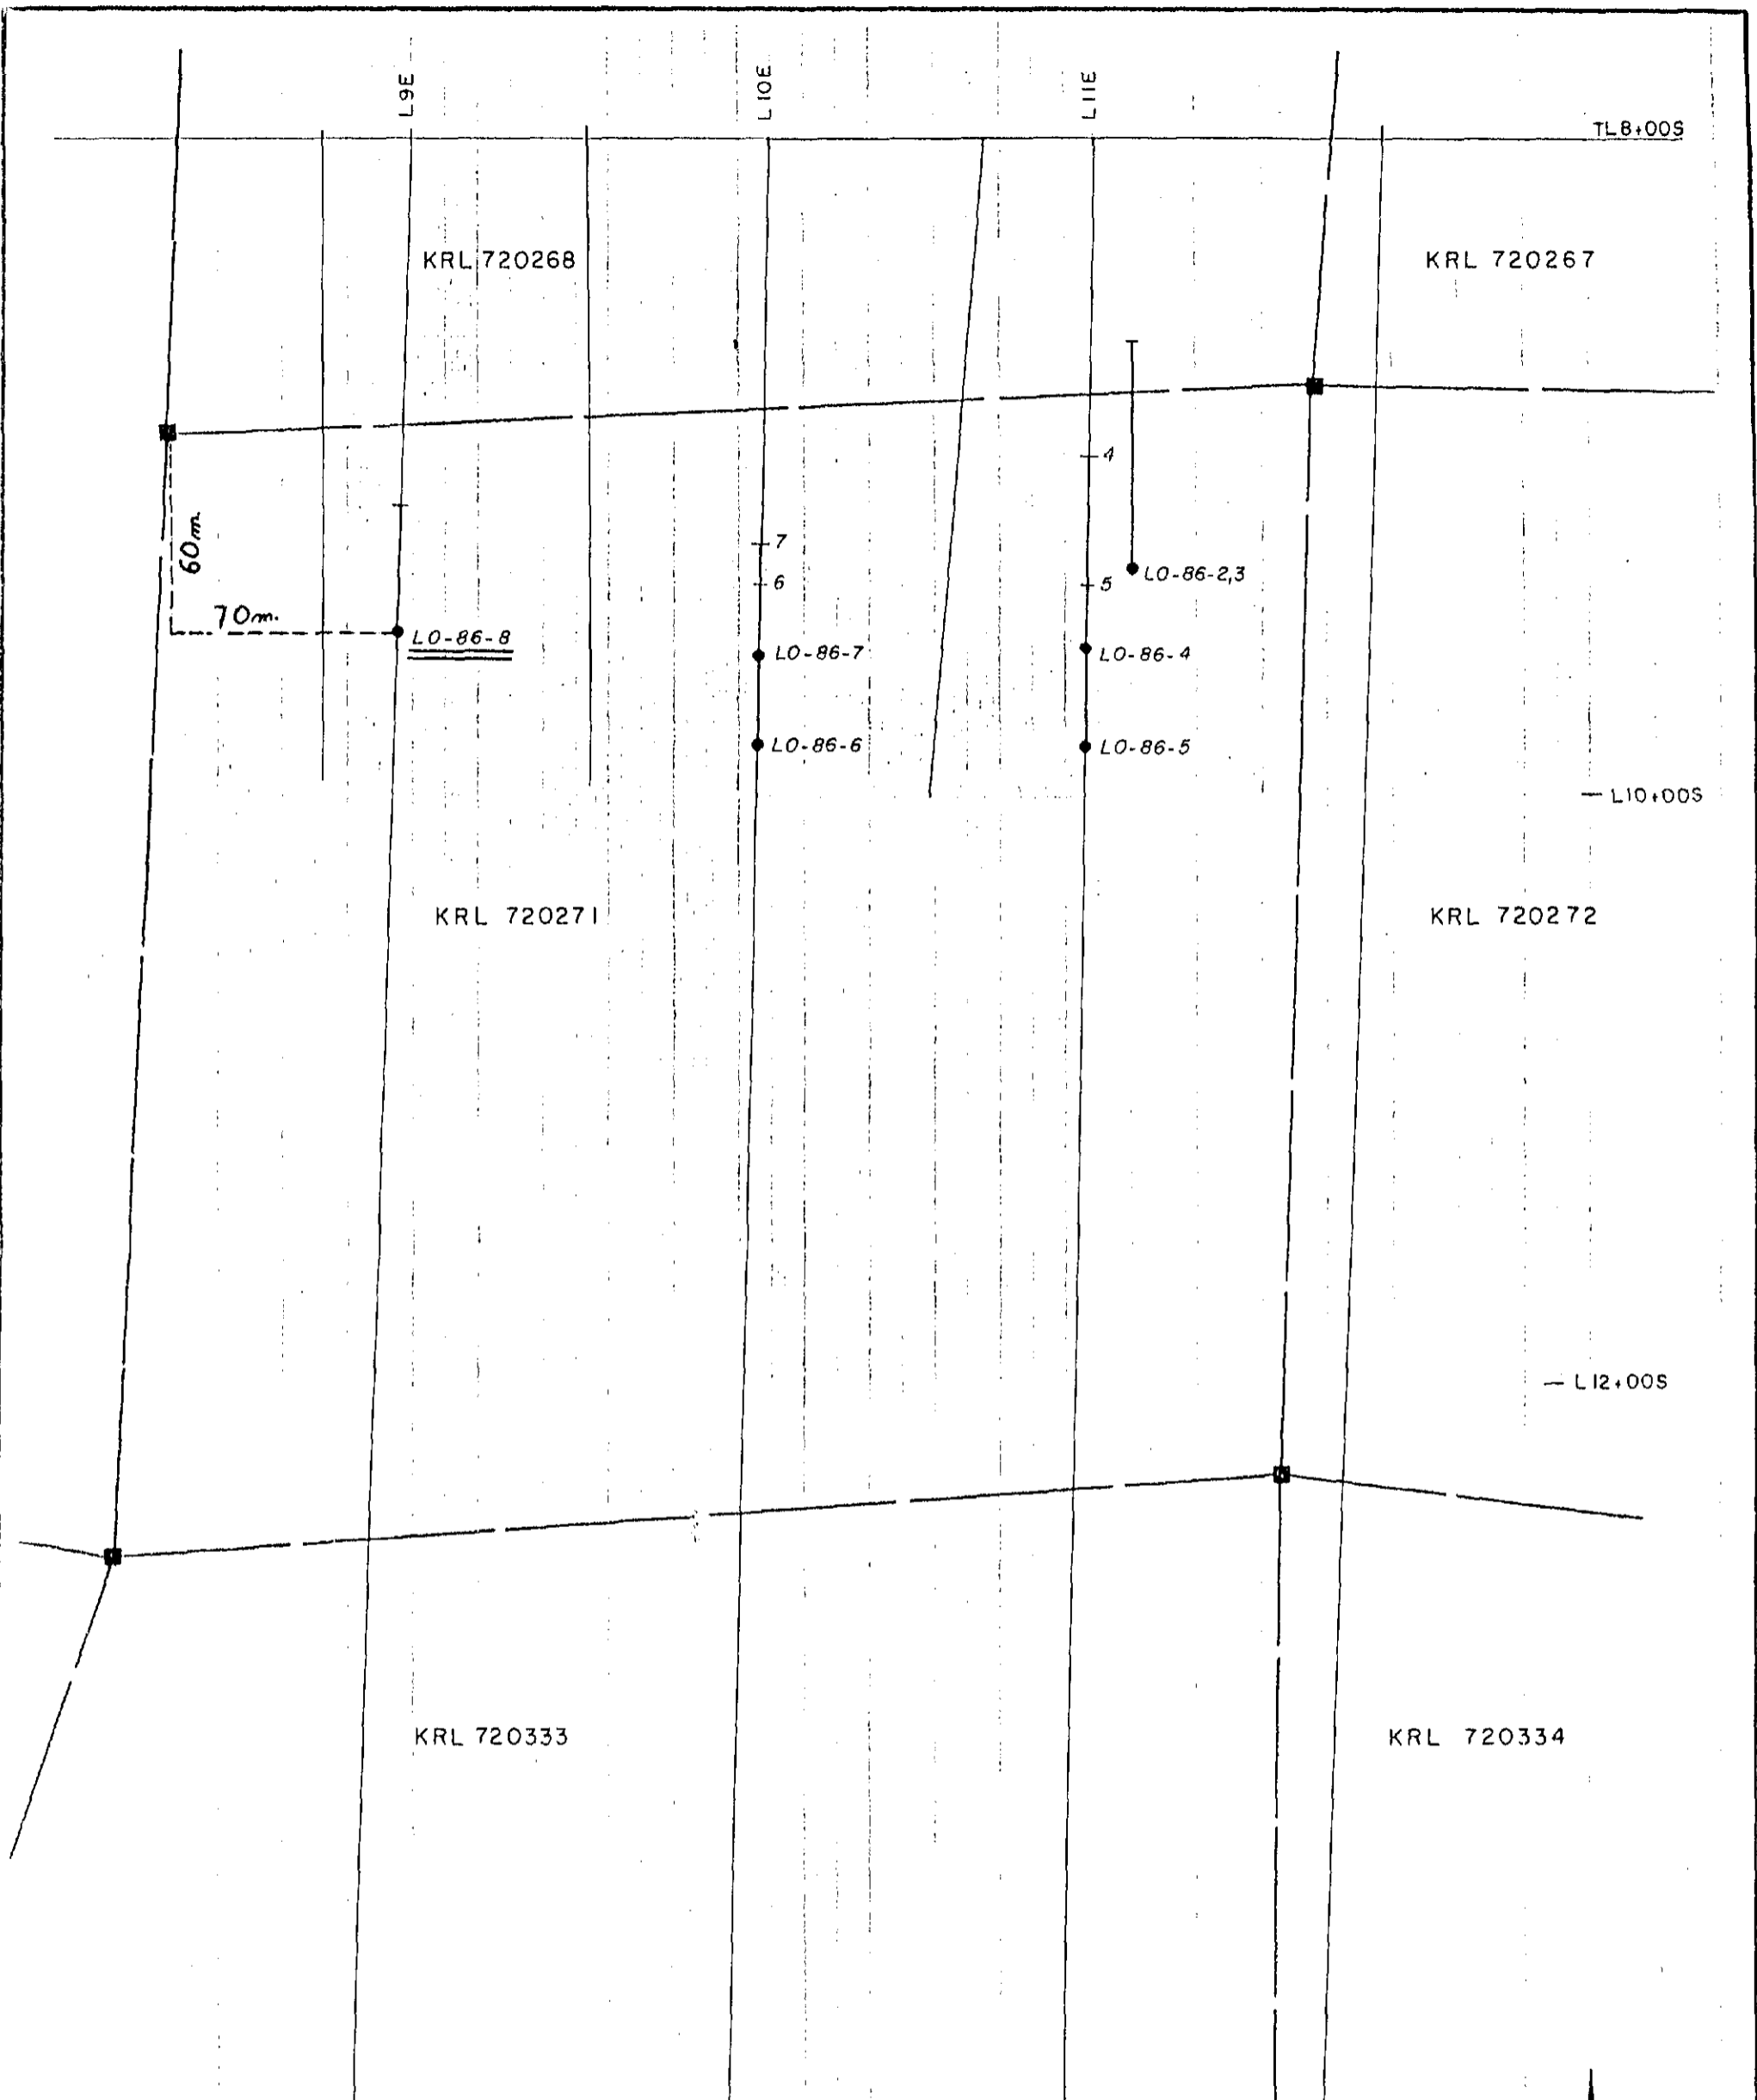 L9E
L10E
L11E
TL8+00S
KRL 720268
KRL 720267
4
7
6
5
LO-86-2,3
60m.
70m.
LO-86-8
LO-86-7
LO-86-4
LO-86-6
LO-86-5
L10+00S
KRL 720271
KRL 720272
L12+00S
KRL 720333
KRL 720334